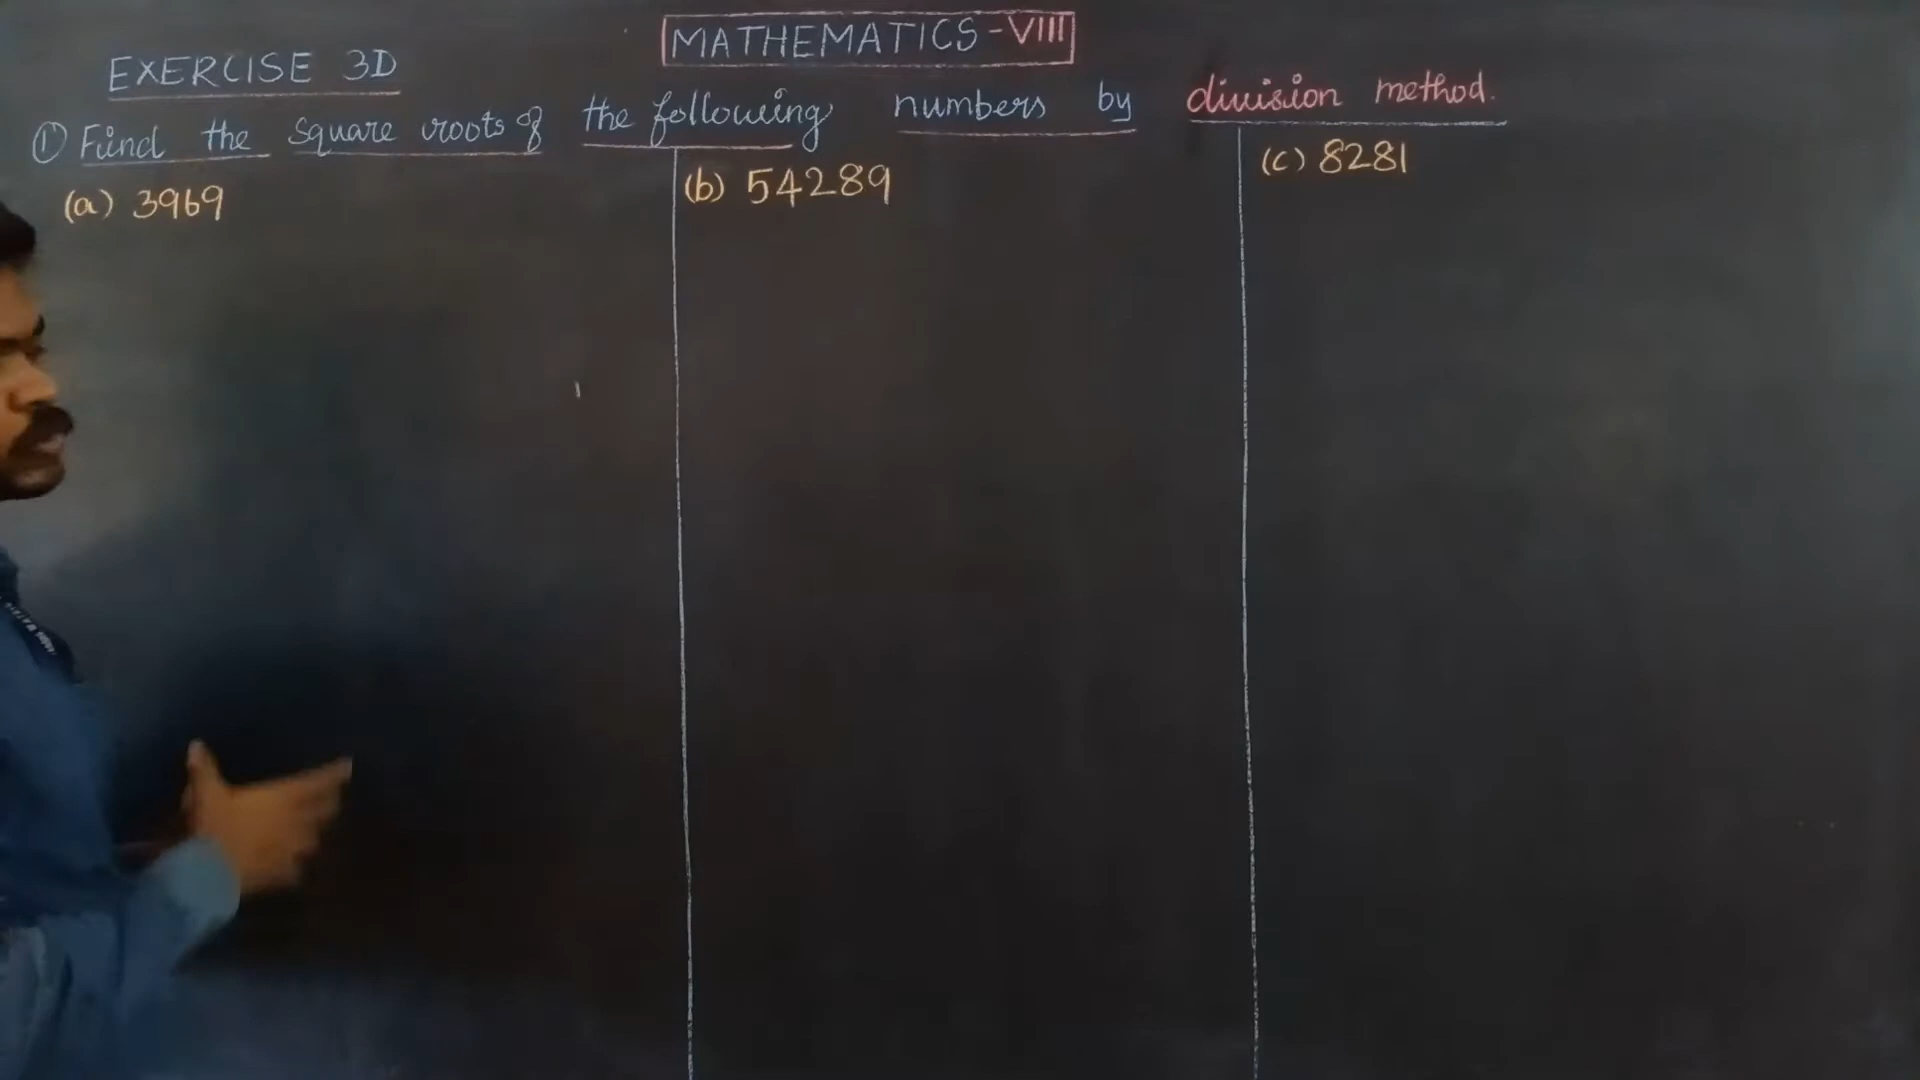 MATHEMATICS-VIII
EXERCISE 3D
① Find the square roots of the following numbers by division method.
(a) 3969
(b) 54289
(c) 8281